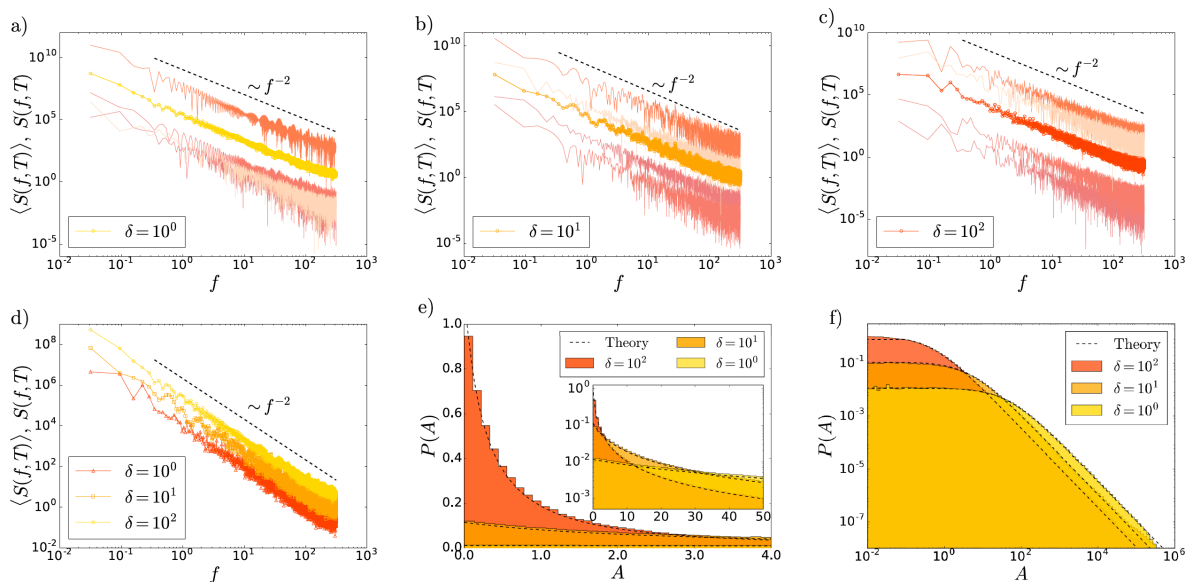 a)
⟨S(f,T)⟩, S(f,T)
10^10
10^5
10^0
10^-5
~ f^-2
δ = 10^0
10^-2 10^-1 10^0 10^1 10^2 10^3
f
b)
⟨S(f,T)⟩, S(f,T)
10^10
10^5
10^0
10^-5
~ f^-2
δ = 10^1
10^-2 10^-1 10^0 10^1 10^2 10^3
f
c)
⟨S(f,T)⟩, S(f,T)
10^10
10^5
10^0
10^-5
~ f^-2
δ = 10^2
10^-2 10^-1 10^0 10^1 10^2 10^3
f
d)
⟨S(f,T)⟩, S(f,T)
10^8
10^6
10^4
10^2
10^0
10^-2
~ f^-2
δ = 10^0
δ = 10^1
δ = 10^2
10^-2 10^-1 10^0 10^1 10^2 10^3
f
e)
P(A)
1.0
0.8
0.6
0.4
0.2
0.0
Theory
δ = 10^2
δ = 10^1
δ = 10^0
10^0
10^-1
10^-2
10^-3
0 10 20 30 40 50
0.0 1.0 2.0 3.0 4.0
A
f)
P(A)
10^-1
10^-3
10^-5
10^-7
Theory
δ = 10^2
δ = 10^1
δ = 10^0
10^-2 10^0 10^2 10^4 10^6
A